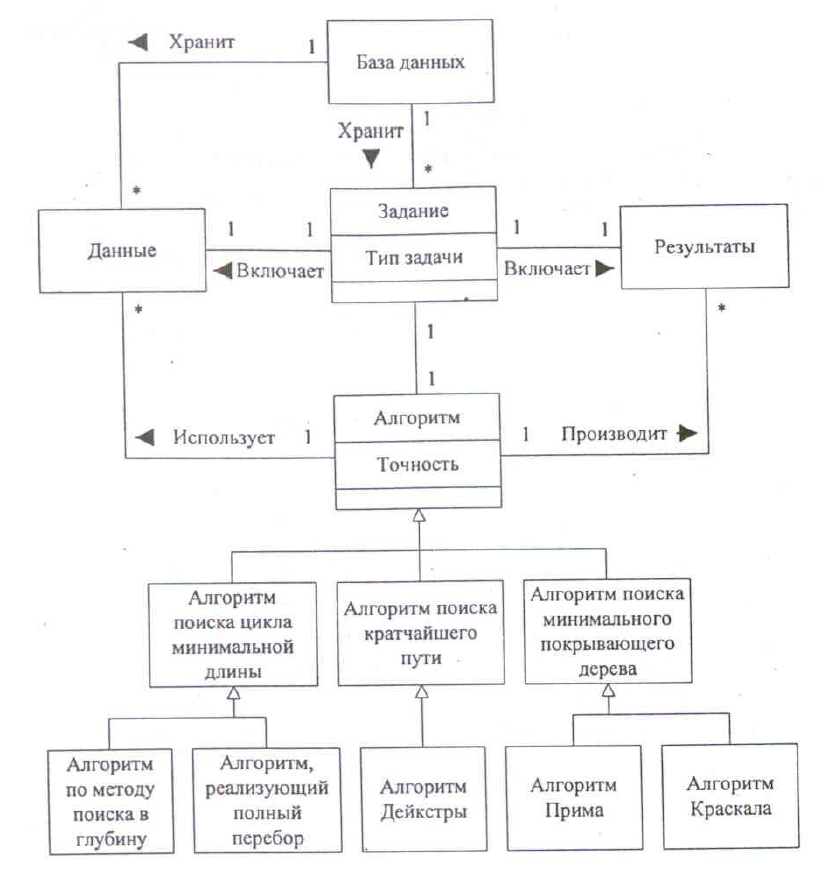 Хранит
1
База данных
1
Хранит
*
*
Задание
Данные
1
1
Тип задачи
1
1
Результаты
Включает
Включает
*
1
*
1
Алгоритм
Использует
1
1
Производит
Точность
Алгоритм
поиска цикла
минимальной
длины
Алгоритм поиска
кратчайшего
пути
Алгоритм поиска
минимального
покрывающего
дерева
Алгоритм
по методу
поиска в
глубину
Алгоритм,
реализующий
полный
перебор
Алгоритм
Дейкстры
Алгоритм
Прима
Алгоритм
Краскала